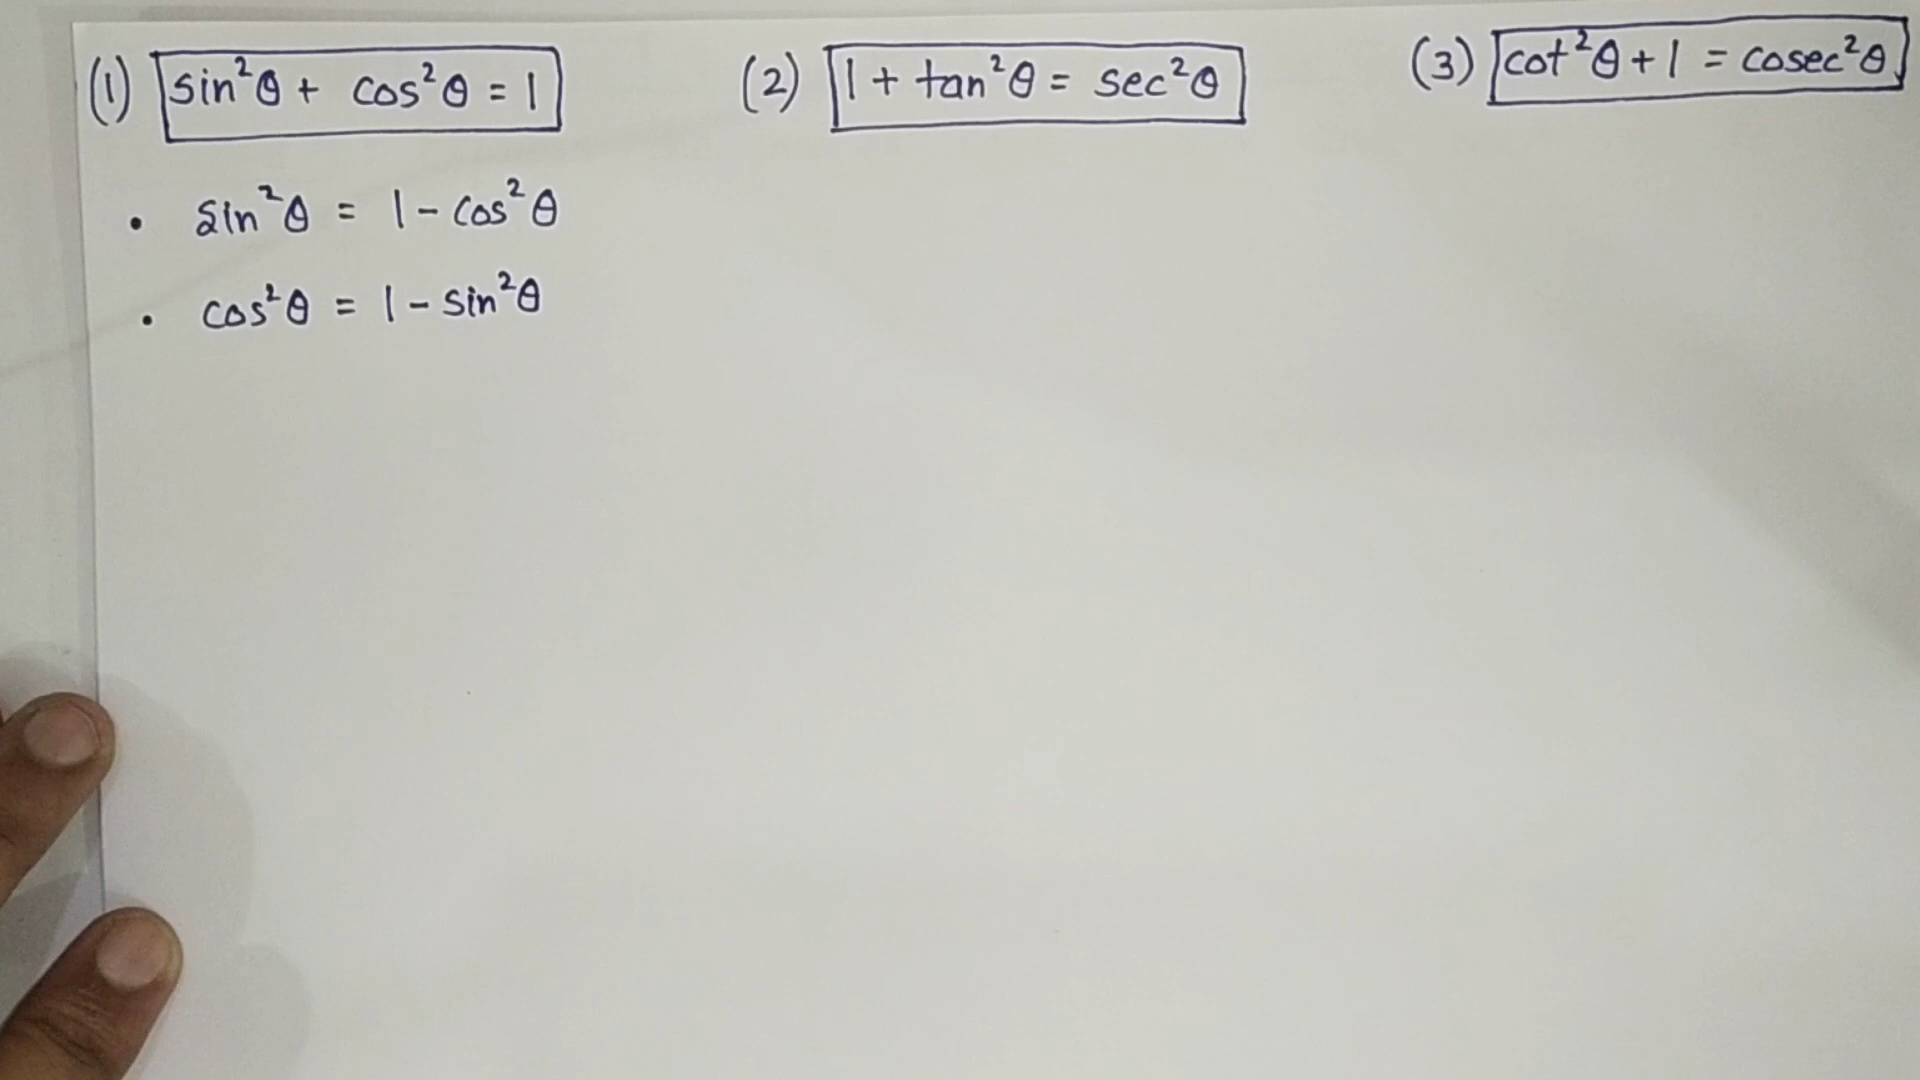 (1) sin²θ + cos²θ = 1 (2) 1 + tan²θ = sec²θ (3) cot²θ + 1 = cosec²θ
• sin²θ = 1 - cos²θ
• cos²θ = 1 - sin²θ